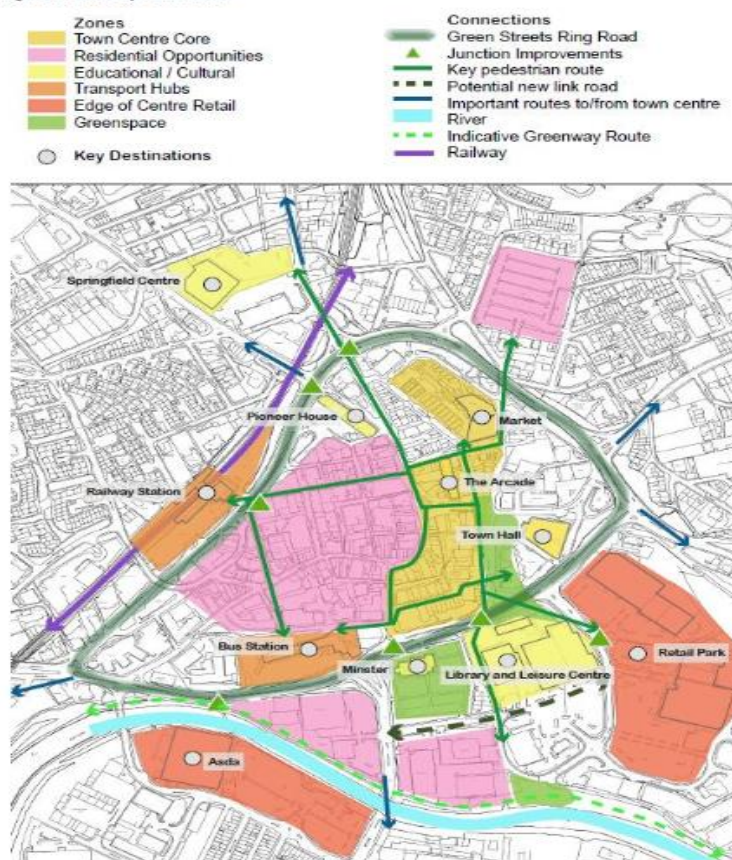 Zones
Town Centre Core
Residential Opportunities
Educational / Cultural
Transport Hubs
Edge of Centre Retail
Greenspace
Key Destinations
Connections
Green Streets Ring Road
Junction Improvements
Key pedestrian route
Potential new link road
Important routes to/from town centre
River
Indicative Greenway Route
Railway
Springfield Centre
Pioneer House
Market
Railway Station
The Arcade
Town Hall
Bus Station
Minster
Library and Leisure Centre
Retail Park
Asda